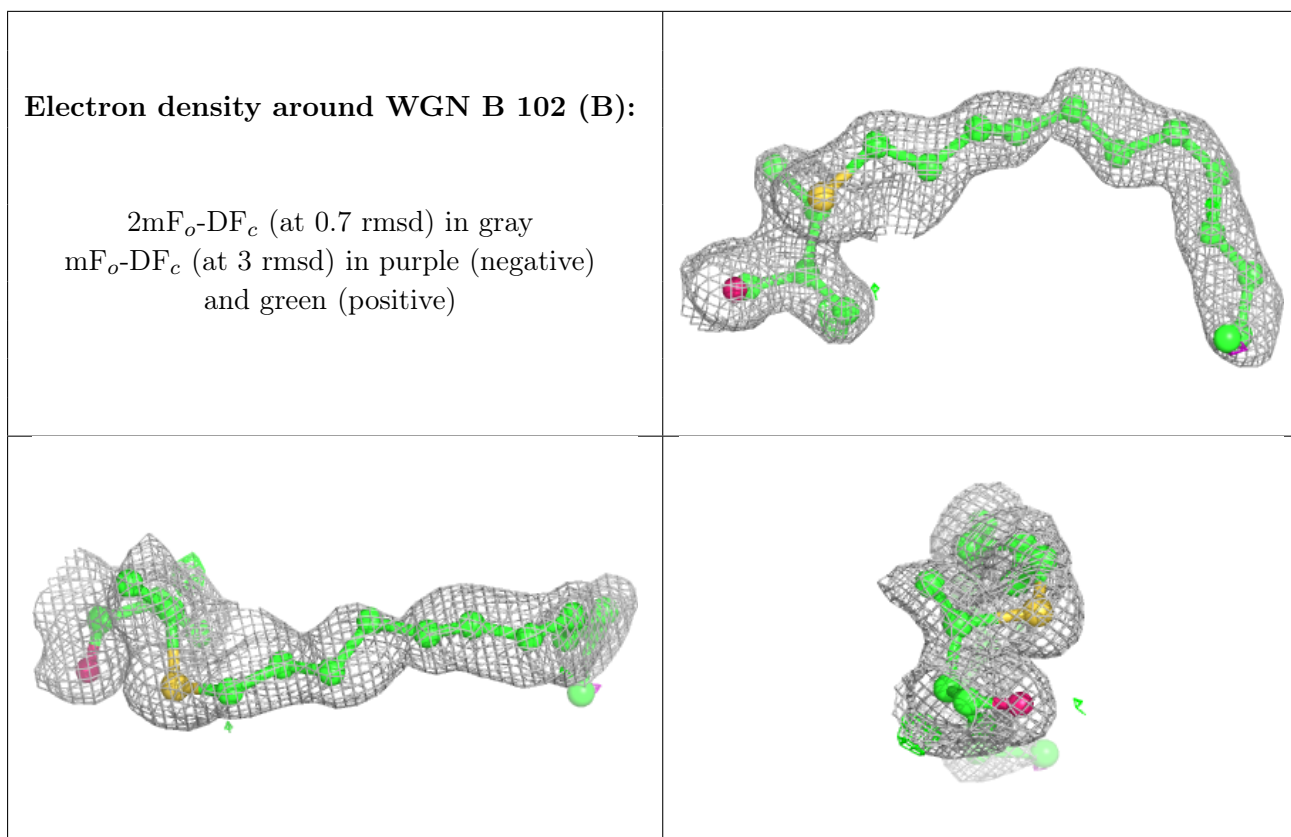 Electron density around WGN B 102 (B):
2mFo-DFc (at 0.7 rmsd) in gray
mFo-DFc (at 3 rmsd) in purple (negative)
and green (positive)